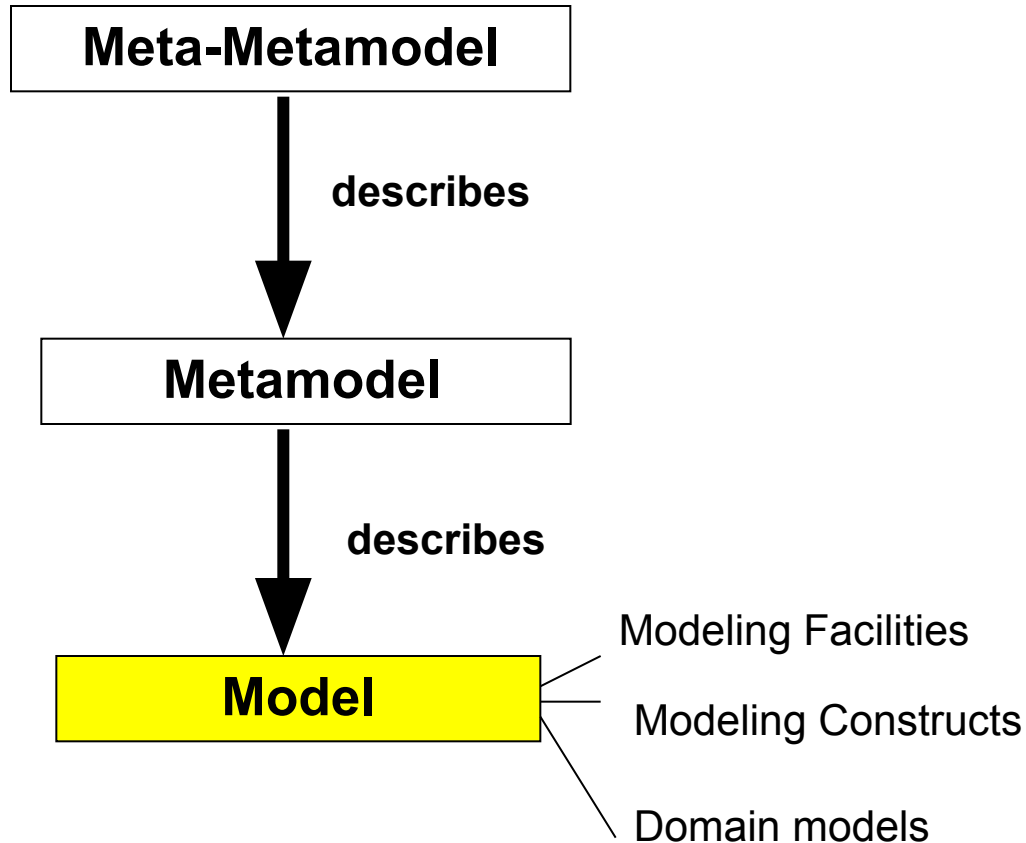 Meta-Metamodel
describes
Metamodel
describes
Modeling Facilities
Model
Modeling Constructs
Domain models